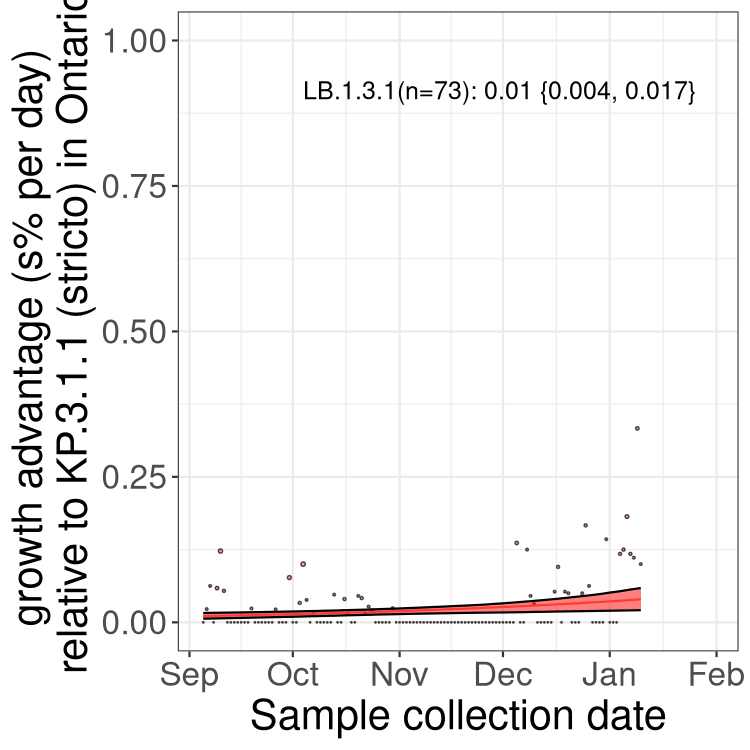 growth advantage (s% per day)
relative to KP.3.1.1 (stricto) in Ontario
1.00
0.75
0.50
0.25
0.00
LB.1.3.1(n=73): 0.01 {0.004, 0.017}
Sep Oct Nov Dec Jan Feb
Sample collection date